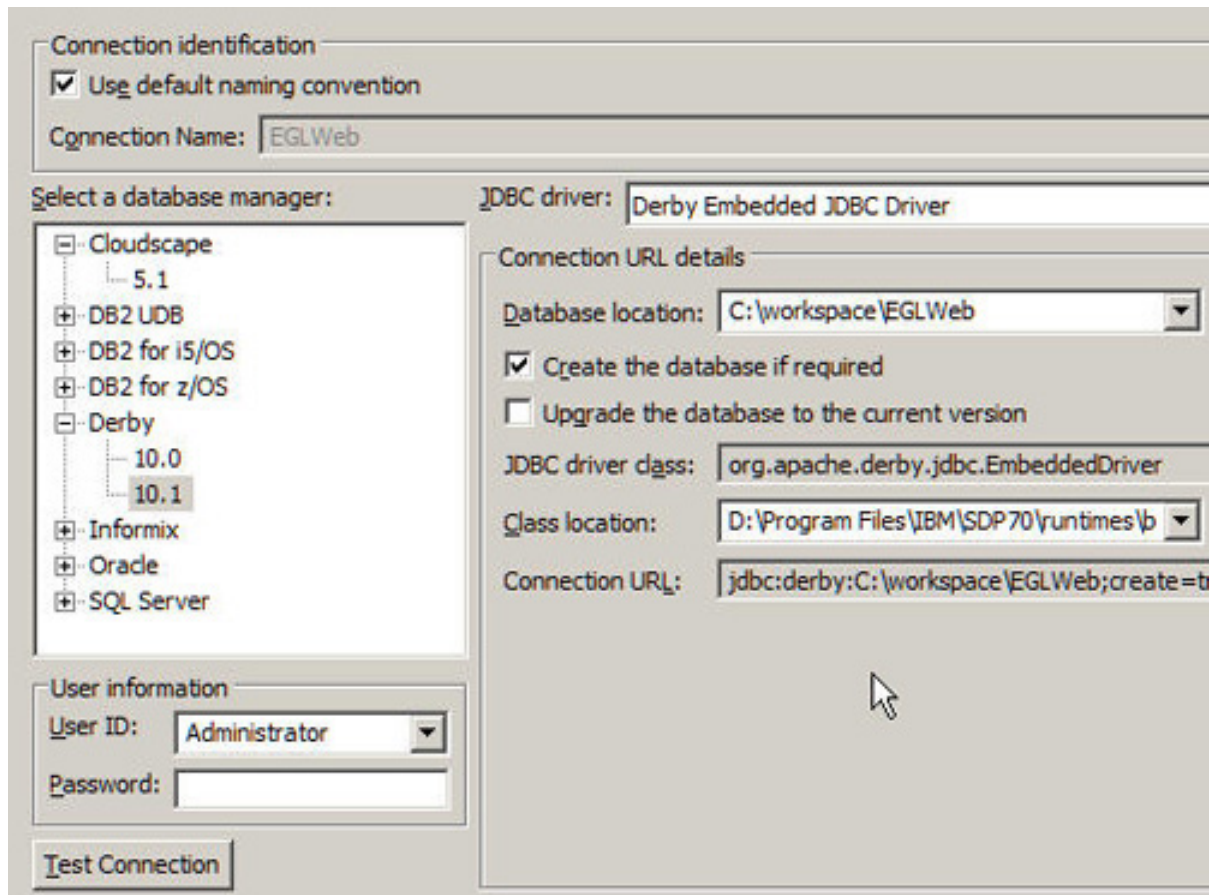 Connection identification
Use default naming convention
Connection Name: EGLWeb
Select a database manager:
Cloudscape
5.1
DB2 UDB
DB2 for i5/OS
DB2 for z/OS
Derby
10.0
10.1
Informix
Oracle
SQL Server
User information
User ID: Administrator
Password:
Test Connection
JDBC driver: Derby Embedded JDBC Driver
Connection URL details
Database location: C:\workspace\EGLWeb
Create the database if required
Upgrade the database to the current version
JDBC driver class: org.apache.derby.jdbc.EmbeddedDriver
Class location: D:\Program Files\IBM\SDP70\runtimes\b
Connection URL: jdbc:derby:C:\workspace\EGLWeb;create=tr